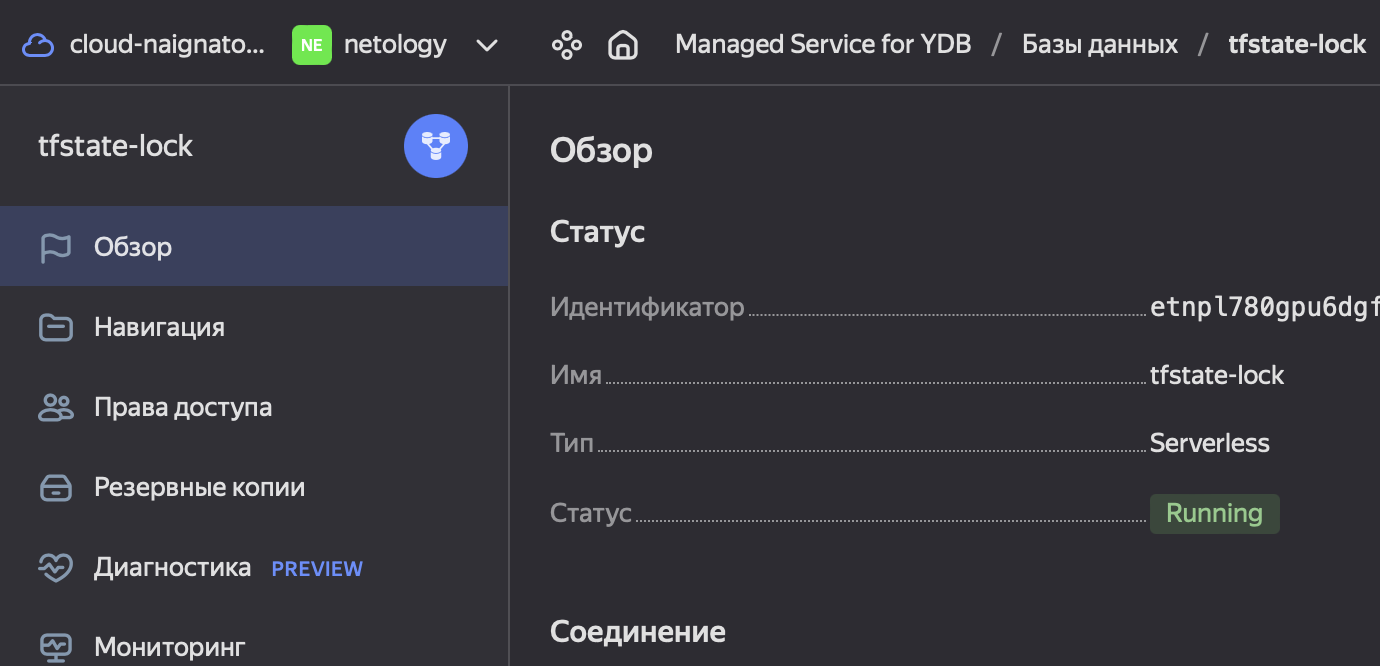 cloud-naignato... NE netology Managed Service for YDB / Базы данных / tfstate-lock
tfstate-lock
Обзор
Навигация
Права доступа
Резервные копии
Диагностика PREVIEW
Мониторинг
Обзор
Статус
Идентификатор etnpl780gpu6dgf
Имя tfstate-lock
Тип Serverless
Статус Running
Соединение